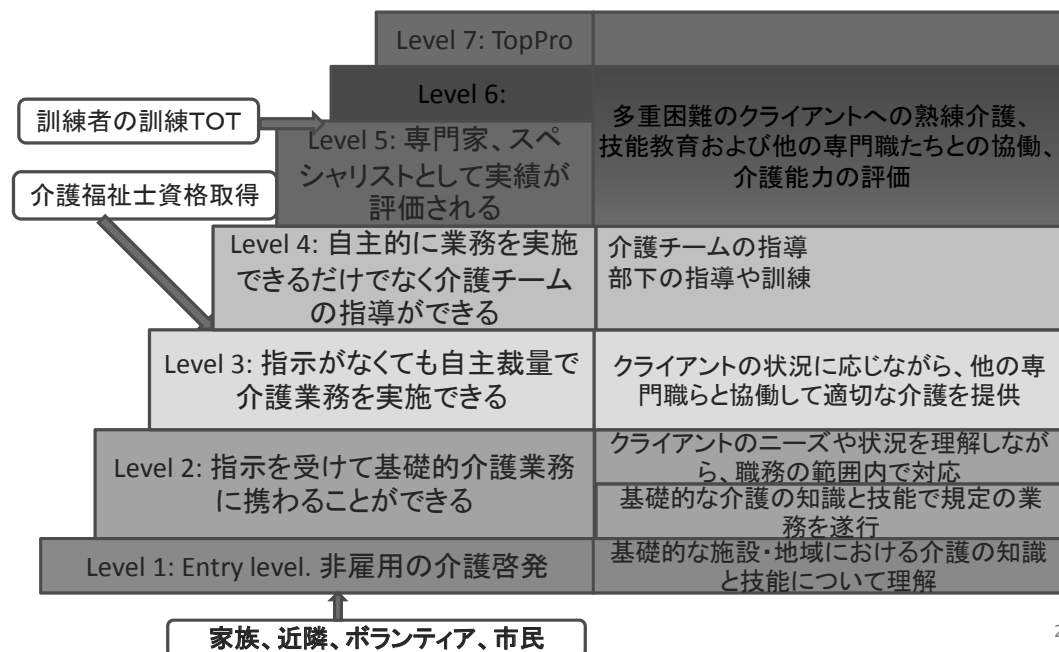 Level 7: TopPro
Level 6:
訓練者の訓練TOT
Level 5: 専門家、スペ
シャリストとして実績が
評価される
多重困難のクライアントへの熟練介護、
技能教育および他の専門職たちとの協働、
介護能力の評価
介護福祉士資格取得
Level 4: 自主的に業務を実施
できるだけでなく介護チーム
の指導ができる
介護チームの指導
部下の指導や訓練
Level 3: 指示がなくても自主裁量で
介護業務を実施できる
クライアントの状況に応じながら、他の専
門職らと協働して適切な介護を提供
Level 2: 指示を受けて基礎的介護業務
に携わることができる
クライアントのニーズや状況を理解しなが
ら、職務の範囲内で対応
基礎的な介護の知識と技能で規定の業
務を遂行
Level 1: Entry level. 非雇用の介護啓発
基礎的な施設・地域における介護の知識
と技能について理解
家族、近隣、ボランティア、市民